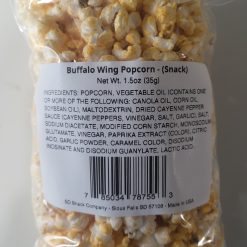 Buffalo Wing Popcorn - (Snack)
Net Wt. 1.5oz (35g)
INGREDIENTS: POPCORN, VEGETABLE OIL (CONTAINS ONE
OR MORE OF THE FOLLOWING: CANOLA OIL, CORN OIL,
SOYBEAN OIL), MALTODEXTRIN, DRIED CAYENNE PEPPER
SAUCE (CAYENNE PEPPERS, VINEGAR, SALT, GARLIC), SALT,
SODIUM DIACETATE, MODIFIED CORN STARCH, MONOSODIUM
GLUTAMATE, VINEGAR, PAPRIKA EXTRACT (COLOR), CITRIC
ACID, GARLIC POWDER, CARAMEL COLOR, DISODIUM
INOSINATE AND DISODIUM GUANYLATE, LACTIC ACID.
7 85034 78755 3
SD Snack Company - Sioux Falls SD 57108 - Made in USA